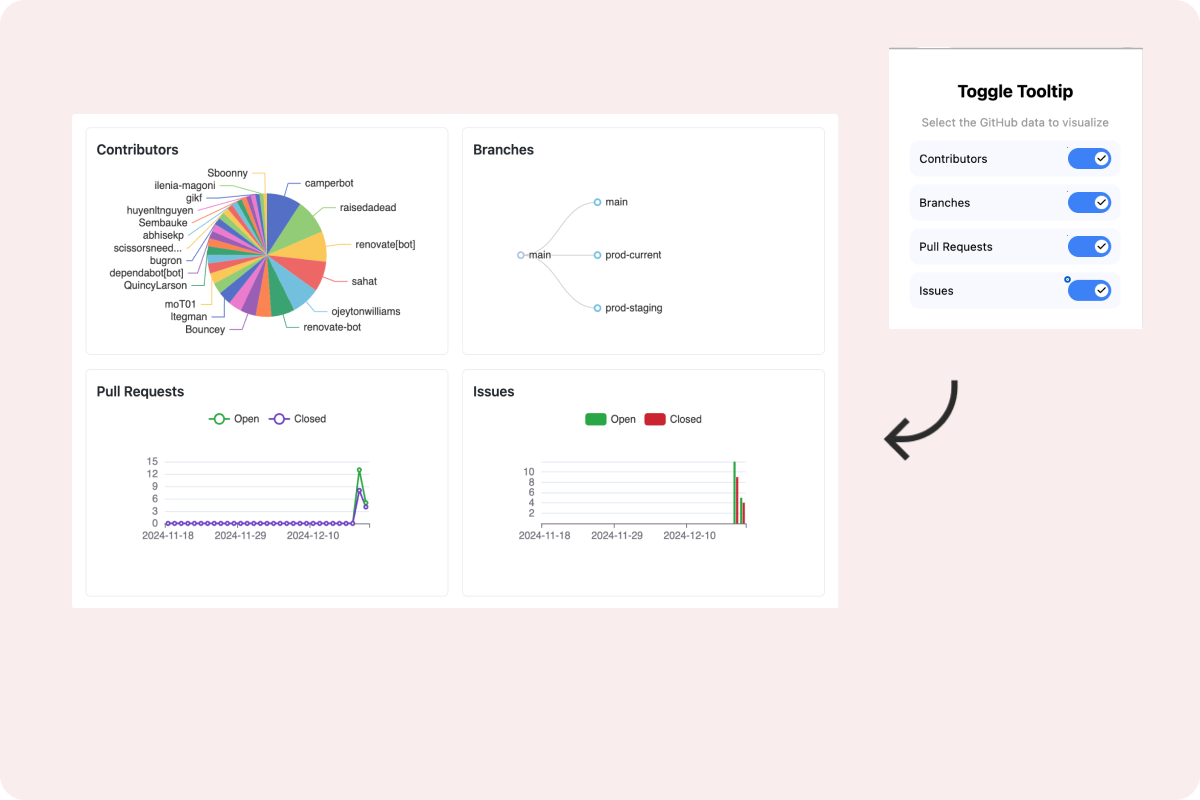 Toggle Tooltip
Select the GitHub data to visualize
Contributors
Branches
Pull Requests
Issues
Contributors
Sboonny
ilenia-magoni
gikf
huyenltnguyen
Sembauke
abhisekp
scissorsneed...
bugron
dependabot[bot]
QuincyLarson
moT01
ltegman
Bouncey
camperbot
raisedadead
renovate[bot]
sahat
ojeytonwilliams
renovate-bot
Branches
main
main
prod-current
prod-staging
Pull Requests
Open Closed
15
12
9
6
3
0
2024-11-18 2024-11-29 2024-12-10
Issues
Open Closed
10
8
6
4
2
2024-11-18 2024-11-29 2024-12-10